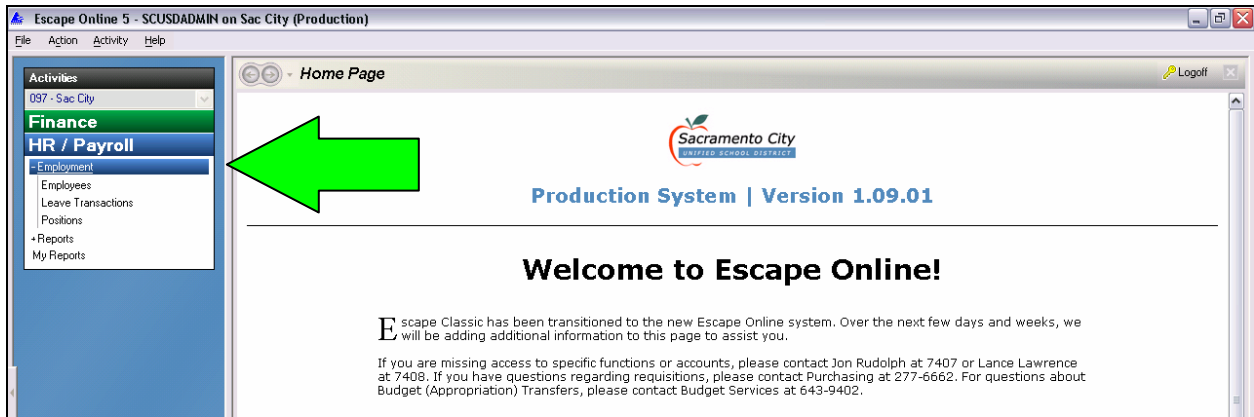 Escape Online 5 - SCUSDADMIN on Sac City (Production)
File Action Activity Help
Activities
097 - Sac City
Finance
HR / Payroll
-Employment
Employees
Leave Transactions
Positions
+Reports
My Reports
Home Page
Logoff
Sacramento City
UNIFIED SCHOOL DISTRICT
Production System | Version 1.09.01
Welcome to Escape Online!
Escape Classic has been transitioned to the new Escape Online system. Over the next few days and weeks, we
will be adding additional information to this page to assist you.
If you are missing access to specific functions or accounts, please contact Jon Rudolph at 7407 or Lance Lawrence
at 7408. If you have questions regarding requisitions, please contact Purchasing at 277-6662. For questions about
Budget (Appropriation) Transfers, please contact Budget Services at 643-9402.